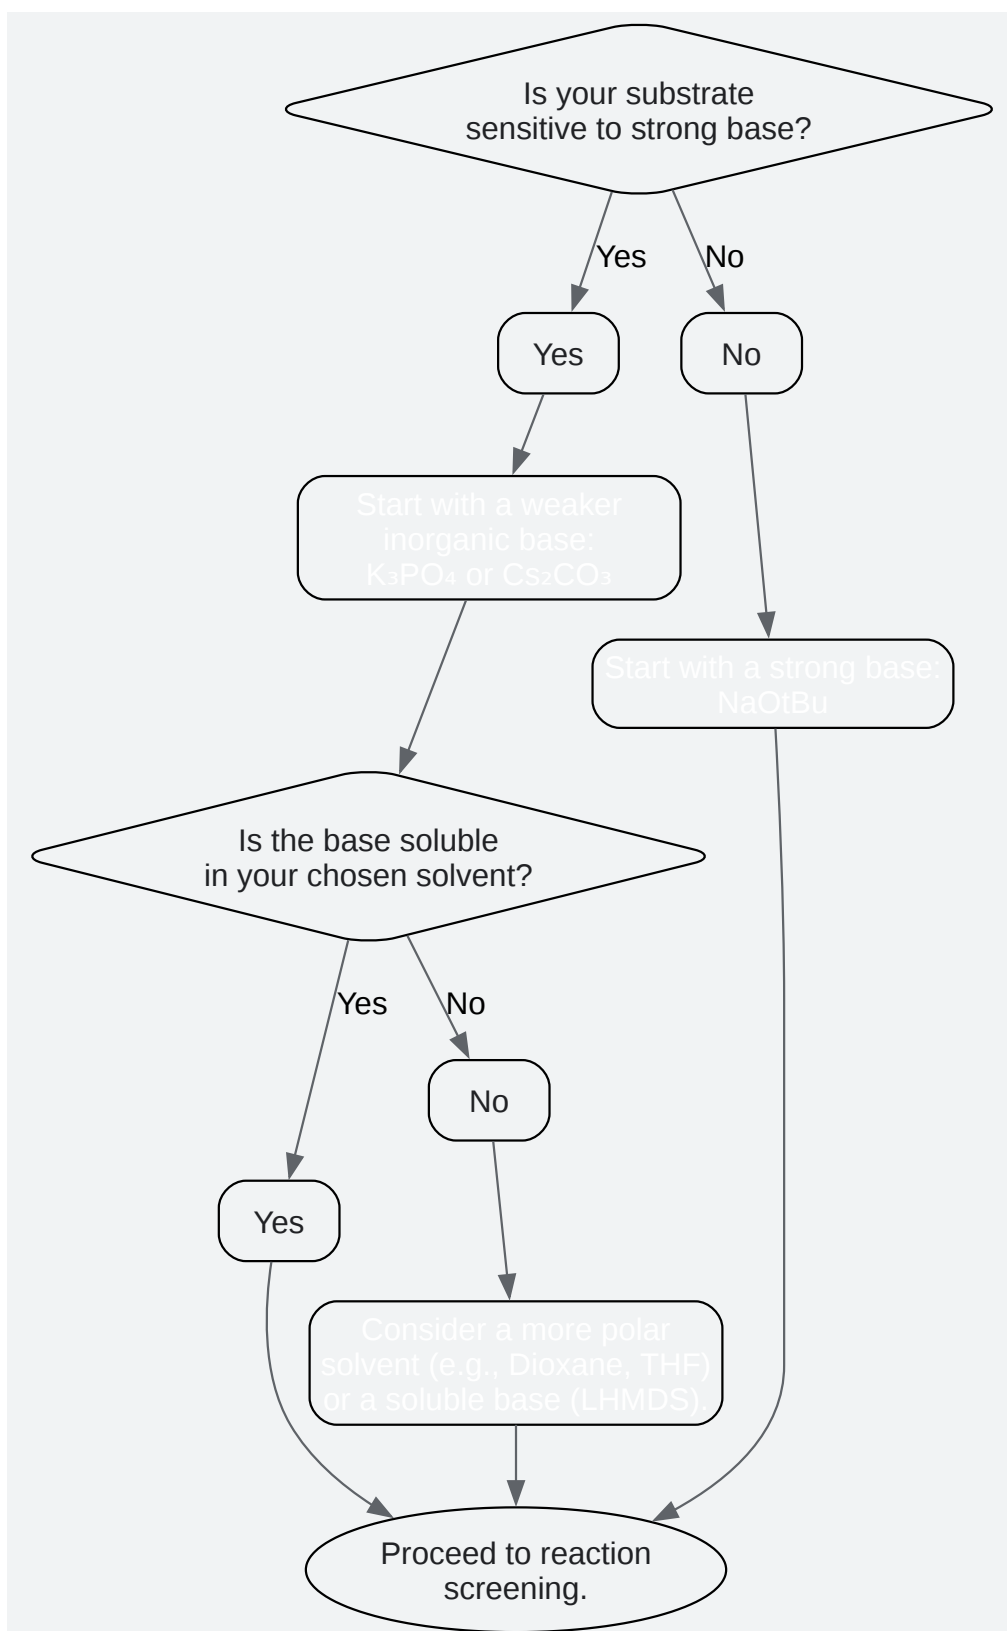 Is your substrate
sensitive to strong base?
Yes
No
Yes
No
Start with a weaker
inorganic base:
K₃PO₄ or Cs₂CO₃
Start with a strong base:
NaOtBu
Is the base soluble
in your chosen solvent?
Yes
No
No
Yes
Consider a more polar
solvent (e.g., Dioxane, THF)
or a soluble base (LHMDS).
Proceed to reaction
screening.